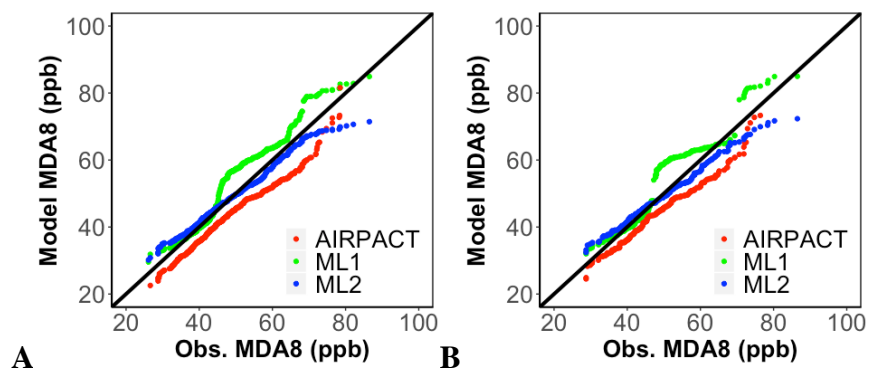 100
80
60
40
20
Model MDA8 (ppb)
AIRPACT
ML1
ML2
20 40 60 80 100
Obs. MDA8 (ppb)
A
100
80
60
40
20
Model MDA8 (ppb)
AIRPACT
ML1
ML2
20 40 60 80 100
Obs. MDA8 (ppb)
B